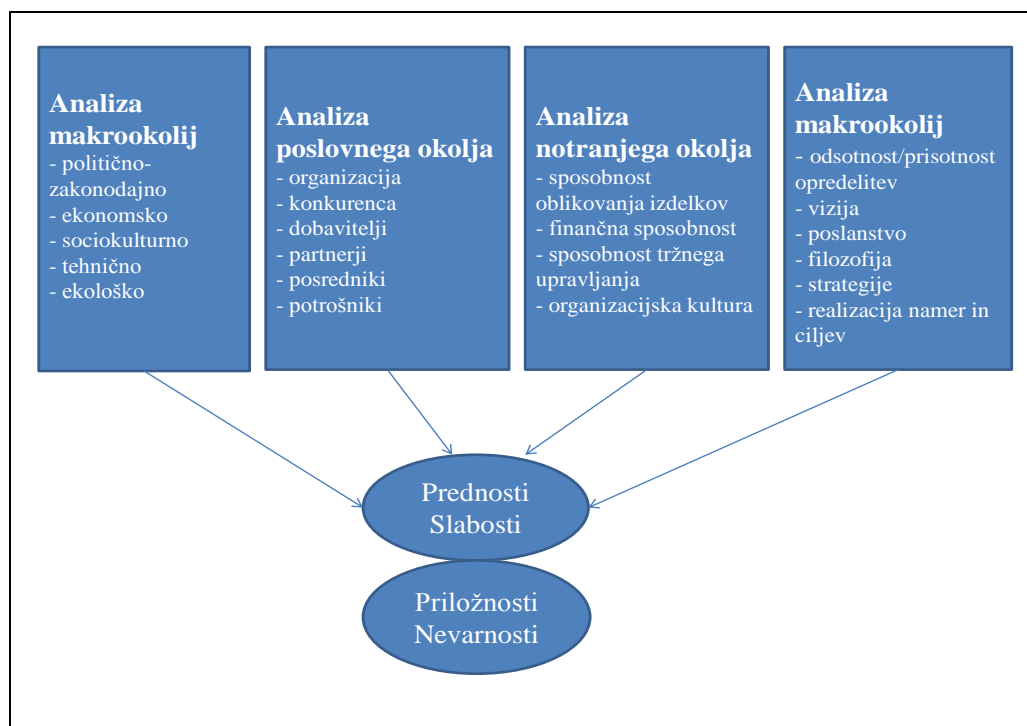 Analiza
makrookolij
- politično-
zakonodajno
- ekonomsko
- sociokulturno
- tehnično
- ekološko
Analiza
poslovnega okolja
- organizacija
- konkurenca
- dobavitelji
- partnerji
- posredniki
- potrošniki
Analiza
notranjega okolja
- sposobnost
oblikovanja izdelkov
- finančna sposobnost
- sposobnost tržnega
upravljanja
- organizacijska kultura
Analiza
makrookolij
- odsotnost/prisotnost
opredelitev
- vizija
- poslanstvo
- filozofija
- strategije
- realizacija namer in
ciljev
Prednosti
Slabosti
Priložnosti
Nevarnosti